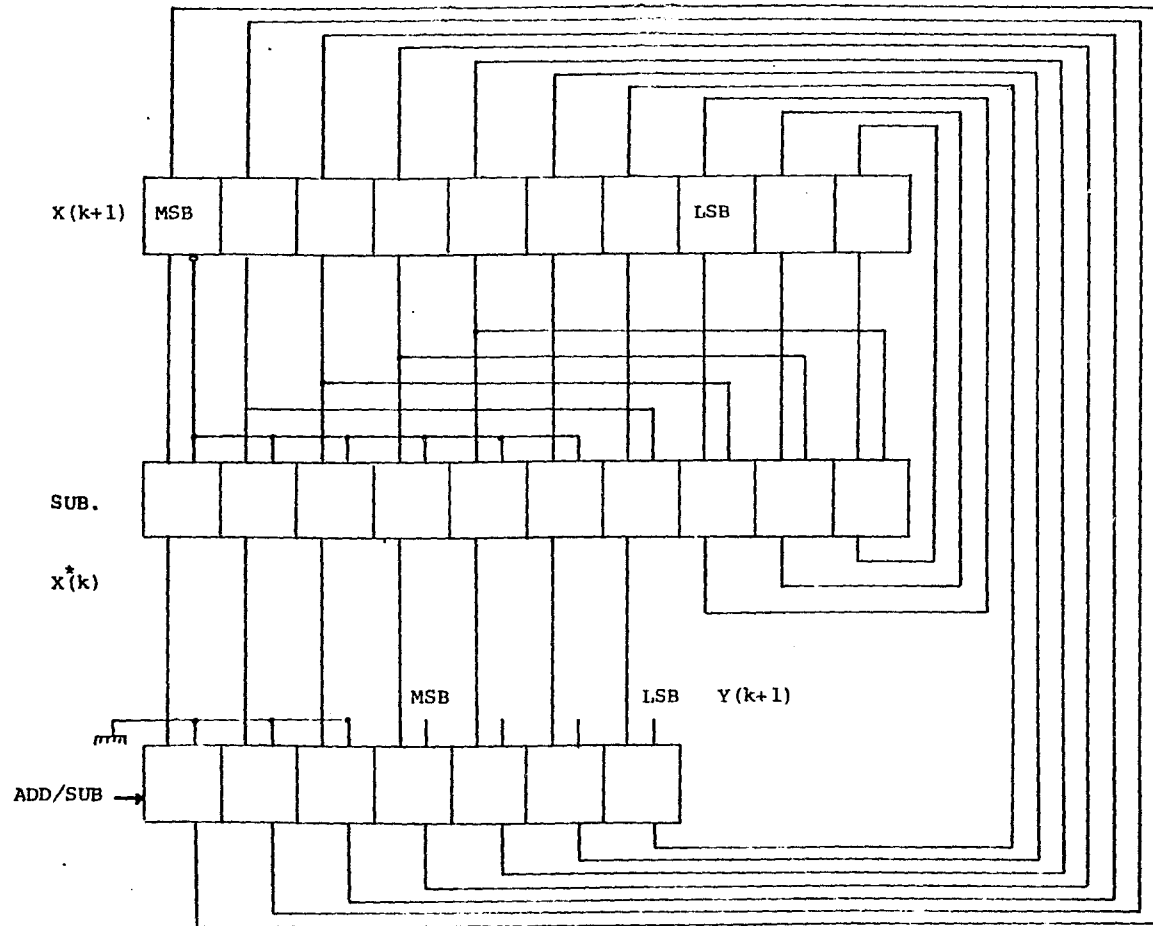 X(k+1) MSB LSB
SUB.
X*(k)
MSB LSB Y(k+1)
ADD/SUB